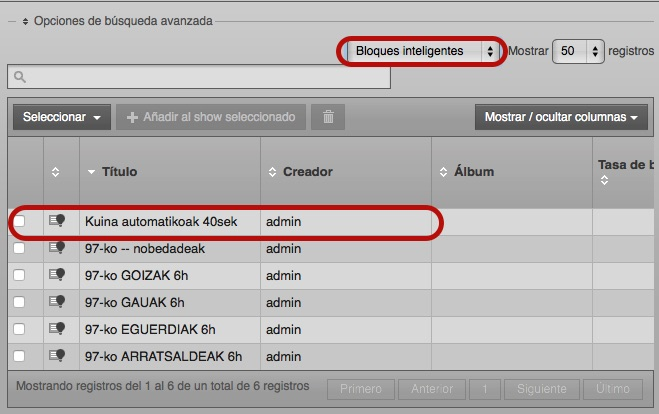 Opciones de búsqueda avanzada
Bloques inteligentes Mostrar 50 registros
Seleccionar Añadir al show seleccionado Mostrar / ocultar columnas
Título Creador Álbum Tasa de b
Kuina automatikoak 40sek admin
97-ko -- nobedadeak admin
97-ko GOIZAK 6h admin
97-ko GAUAK 6h admin
97-ko EGUERDIAK 6h admin
97-ko ARRATSALDEAK 6h admin
Mostrando registros del 1 al 6 de un total de 6 registros Primero Anterior 1 Siguiente Último